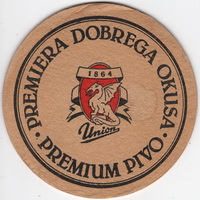 PREMIERA DOBREGA OKUSA
1864
Union
PREMIUM PIVO